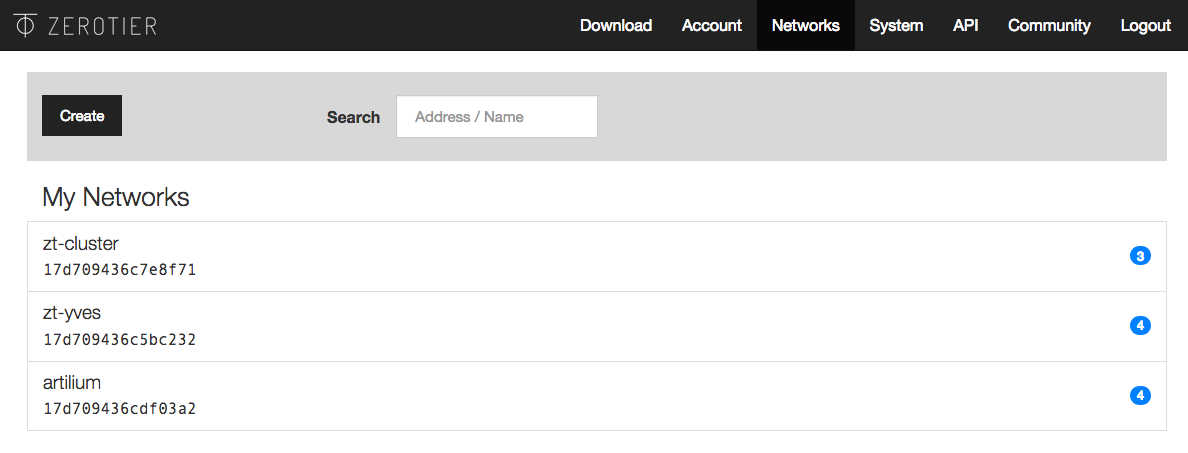 ZEROTIER Download Account Networks System API Community Logout
Create Search Address / Name
My Networks
zt-cluster
17d709436c7e8f71
3
zt-yves
17d709436c5bc232
4
artilium
17d709436cdf03a2
4